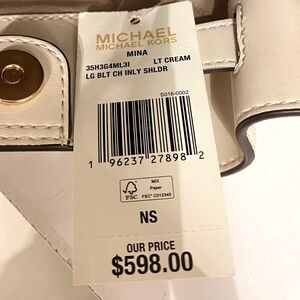 MICHAEL
MICHAEL KORS
MINA
35H3G4ML3I LT CREAM
LG BLT CH INLY SHLDR
S016-0002
1 96237 27898 2
FSC
MIX
Paper
FSC® C012345
NS
OUR PRICE
$598.00